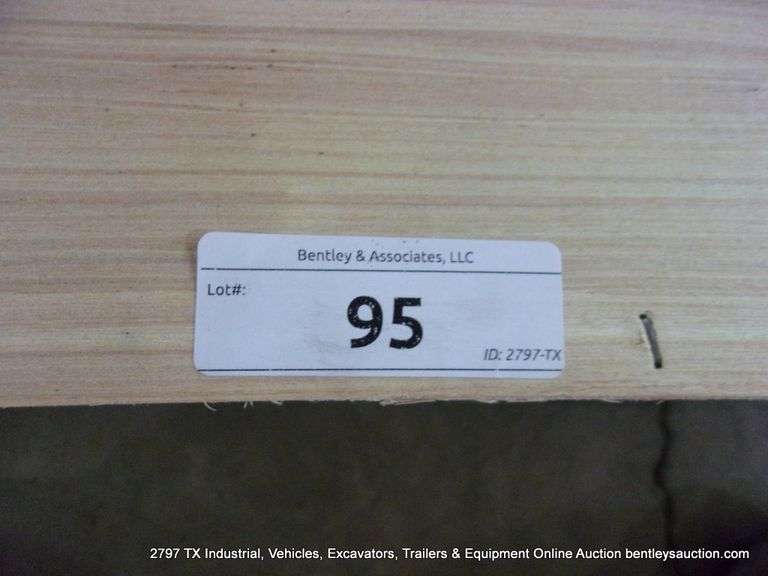 Bentley & Associates, LLC
Lot#:
95
ID: 2797-TX
2797 TX Industrial, Vehicles, Excavators, Trailers & Equipment Online Auction bentleysauction.com